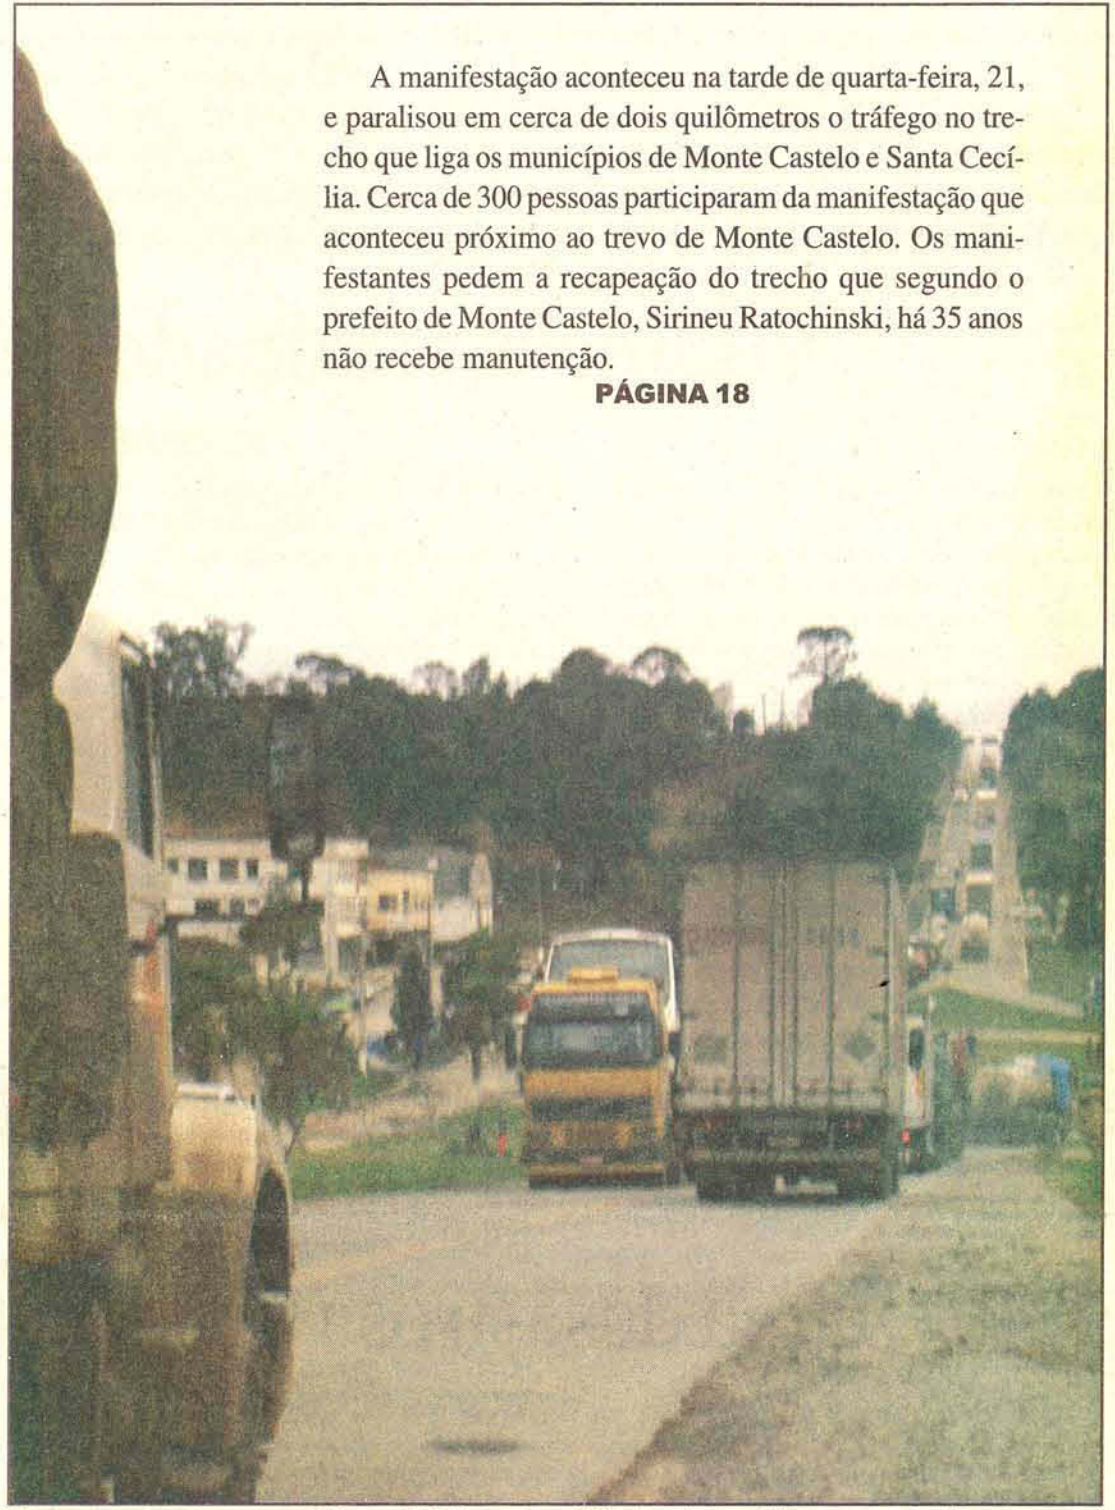 A manifestação aconteceu na tarde de quarta-feira, 21,
e paralisou em cerca de dois quilômetros o tráfego no tre-
cho que liga os municípios de Monte Castelo e Santa Cecí-
lia. Cerca de 300 pessoas participaram da manifestação que
aconteceu próximo ao trevo de Monte Castelo. Os mani-
festantes pedem a recapeação do trecho que segundo o
prefeito de Monte Castelo, Sirineu Ratochinski, há 35 anos
não recebe manutenção.
PÁGINA 18